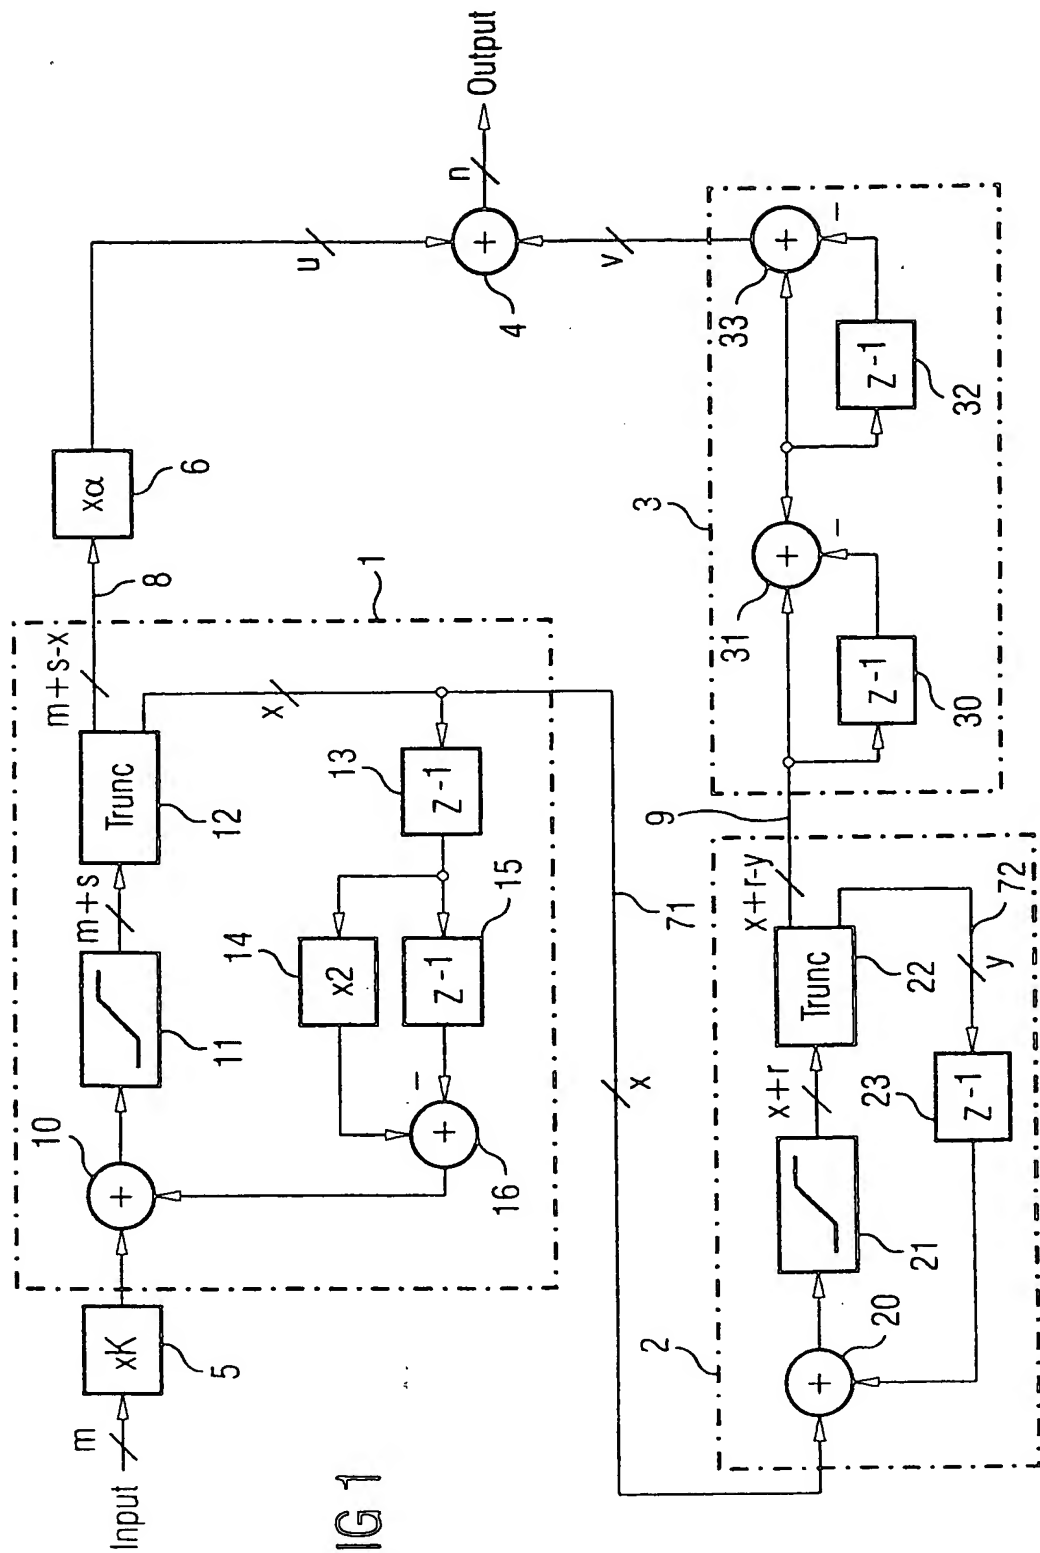 Input
m
xK
5
10
+
11
m+s
Trunc
12
m+s-x
8
xα
6
1
x
13
z -1
14
x2
z -1
15
−
+
16
u
n
Output
+
4
v
71
x
2
+
20
21
x+r
Trunc
22
x+r-y
9
23
z -1
y
72
3
31
+
−
z -1
30
33
+
−
z -1
32
IG 1